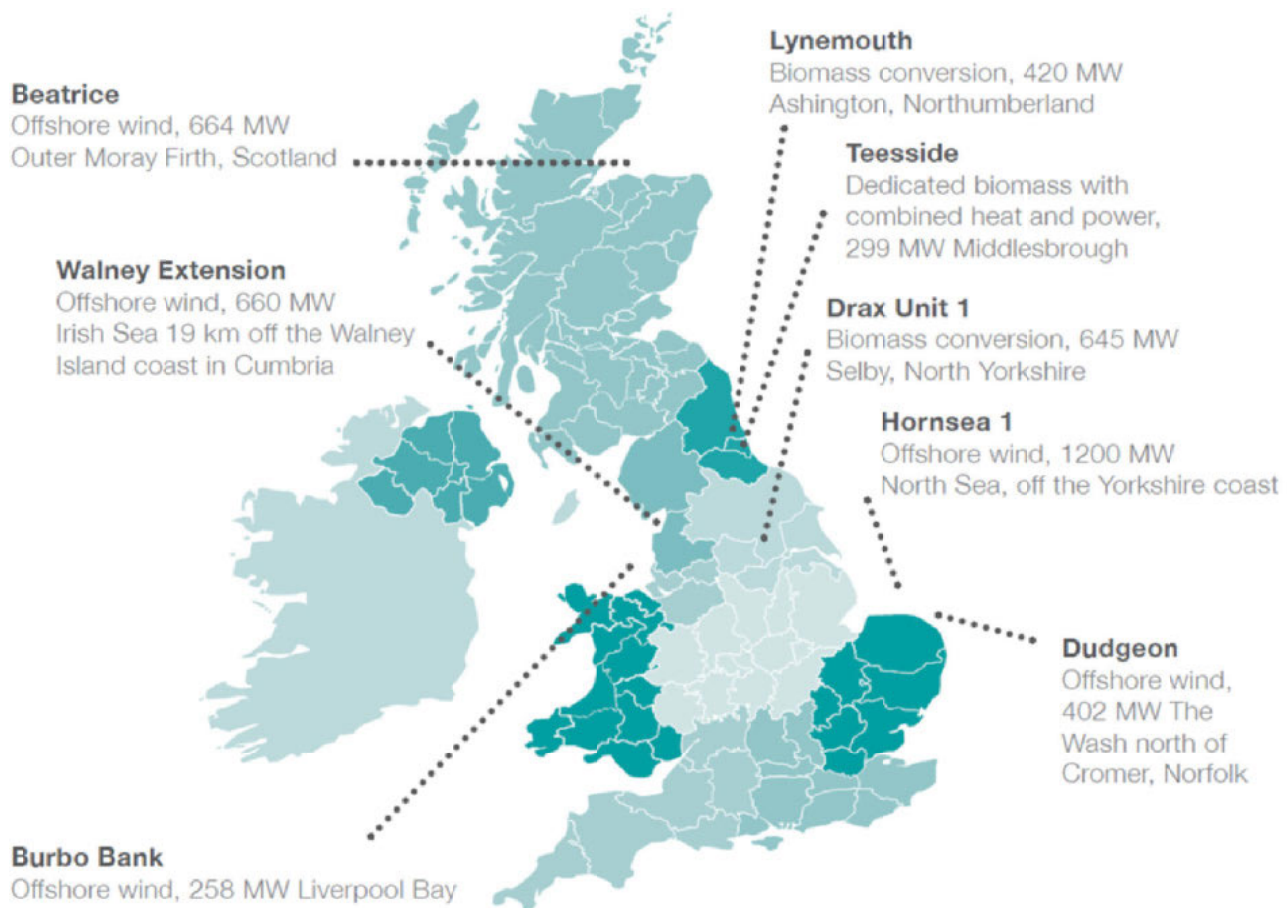 Lynemouth
Biomass conversion, 420 MW
Ashington, Northumberland
Beatrice
Offshore wind, 664 MW
Outer Moray Firth, Scotland
Teesside
Dedicated biomass with
combined heat and power,
299 MW Middlesbrough
Walney Extension
Offshore wind, 660 MW
Irish Sea 19 km off the Walney
Island coast in Cumbria
Drax Unit 1
Biomass conversion, 645 MW
Selby, North Yorkshire
Hornsea 1
Offshore wind, 1200 MW
North Sea, off the Yorkshire coast
Dudgeon
Offshore wind,
402 MW The
Wash north of
Cromer, Norfolk
Burbo Bank
Offshore wind, 258 MW Liverpool Bay